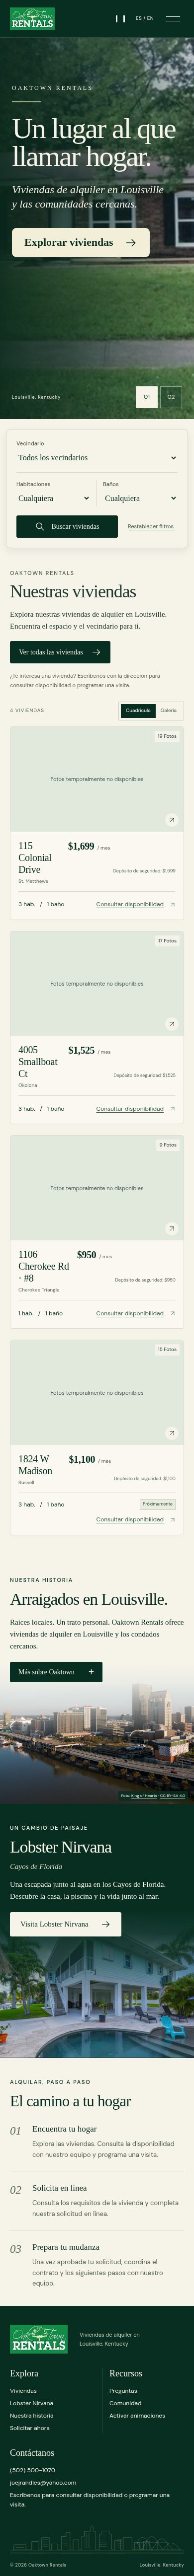 OakTown
RENTALS
ES / EN
OAKTOWN RENTALS
Un lugar al que
llamar hogar.
Viviendas de alquiler en Louisville
y las comunidades cercanas.
Explorar viviendas
Louisville, Kentucky
01
02
Vecindario
Todos los vecindarios
Habitaciones
Baños
Cualquiera
Cualquiera
Buscar viviendas
Restablecer filtros
OAKTOWN RENTALS
Nuestras viviendas
Explora nuestras viviendas de alquiler en Louisville.
Encuentra el espacio y el vecindario para ti.
Ver todas las viviendas
¿Te interesa una vivienda? Escríbenos con la dirección para
consultar disponibilidad o programar una visita.
4 VIVIENDAS
Cuadrícula
Galería
19 Fotos
Fotos temporalmente no disponibles
115
Colonial
Drive
$1,699 / mes
St. Matthews
Depósito de seguridad: $1,699
3 hab. / 1 baño
Consultar disponibilidad
17 Fotos
Fotos temporalmente no disponibles
4005
Smallboat
Ct
$1,525 / mes
Okolona
Depósito de seguridad: $1,525
3 hab. / 1 baño
Consultar disponibilidad
9 Fotos
Fotos temporalmente no disponibles
1106
Cherokee Rd
· #8
$950 / mes
Cherokee Triangle
Depósito de seguridad: $950
1 hab. / 1 baño
Consultar disponibilidad
15 Fotos
Fotos temporalmente no disponibles
1824 W
Madison
$1,100 / mes
Russell
Depósito de seguridad: $1,100
3 hab. / 1 baño
Próximamente
Consultar disponibilidad
NUESTRA HISTORIA
Arraigados en Louisville.
Raíces locales. Un trato personal. Oaktown Rentals ofrece
viviendas de alquiler en Louisville y los condados
cercanos.
Más sobre Oaktown
Foto: King of Hearts · CC BY-SA 4.0
UN CAMBIO DE PAISAJE
Lobster Nirvana
Cayos de Florida
Una escapada junto al agua en los Cayos de Florida.
Descubre la casa, la piscina y la vida junto al mar.
Visita Lobster Nirvana
ALQUILAR, PASO A PASO
El camino a tu hogar
01
Encuentra tu hogar
Explora las viviendas. Consulta la disponibilidad
con nuestro equipo y programa una visita.
02
Solicita en línea
Consulta los requisitos de la vivienda y completa
nuestra solicitud en línea.
03
Prepara tu mudanza
Una vez aprobada tu solicitud, coordina el
contrato y los siguientes pasos con nuestro
equipo.
OakTown
RENTALS
Viviendas de alquiler en
Louisville, Kentucky
Explora
Viviendas
Lobster Nirvana
Nuestra historia
Solicitar ahora
Recursos
Preguntas
Comunidad
Activar animaciones
Contáctanos
(502) 500-1070
joejrandles@yahoo.com
Escríbenos para consultar disponibilidad o programar una
visita.
© 2026 Oaktown Rentals
Louisville, Kentucky